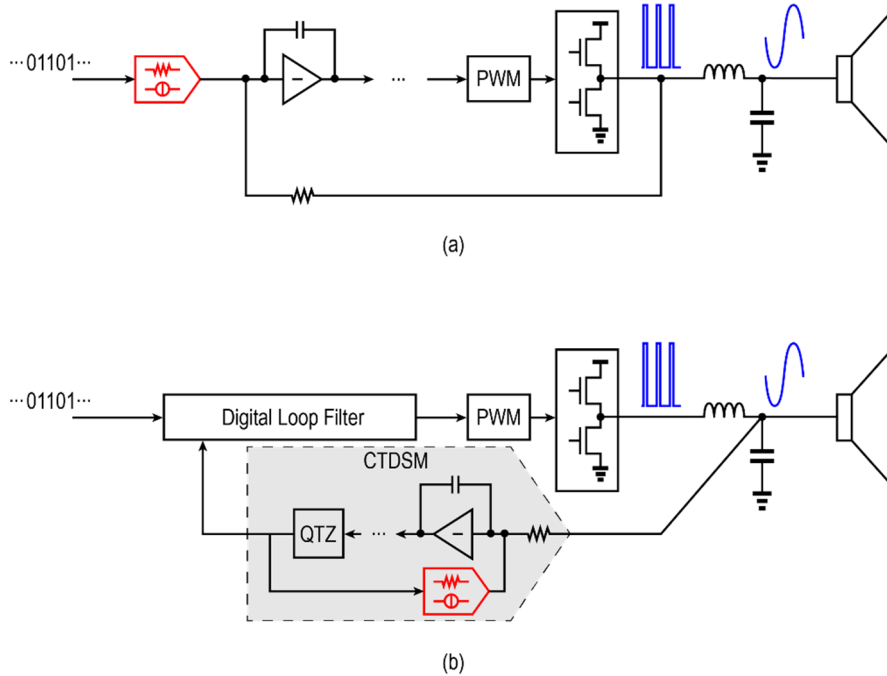 ···01101···
−
···
PWM
(a)
···01101···
Digital Loop Filter
PWM
CTDSM
QTZ
···
−
(b)